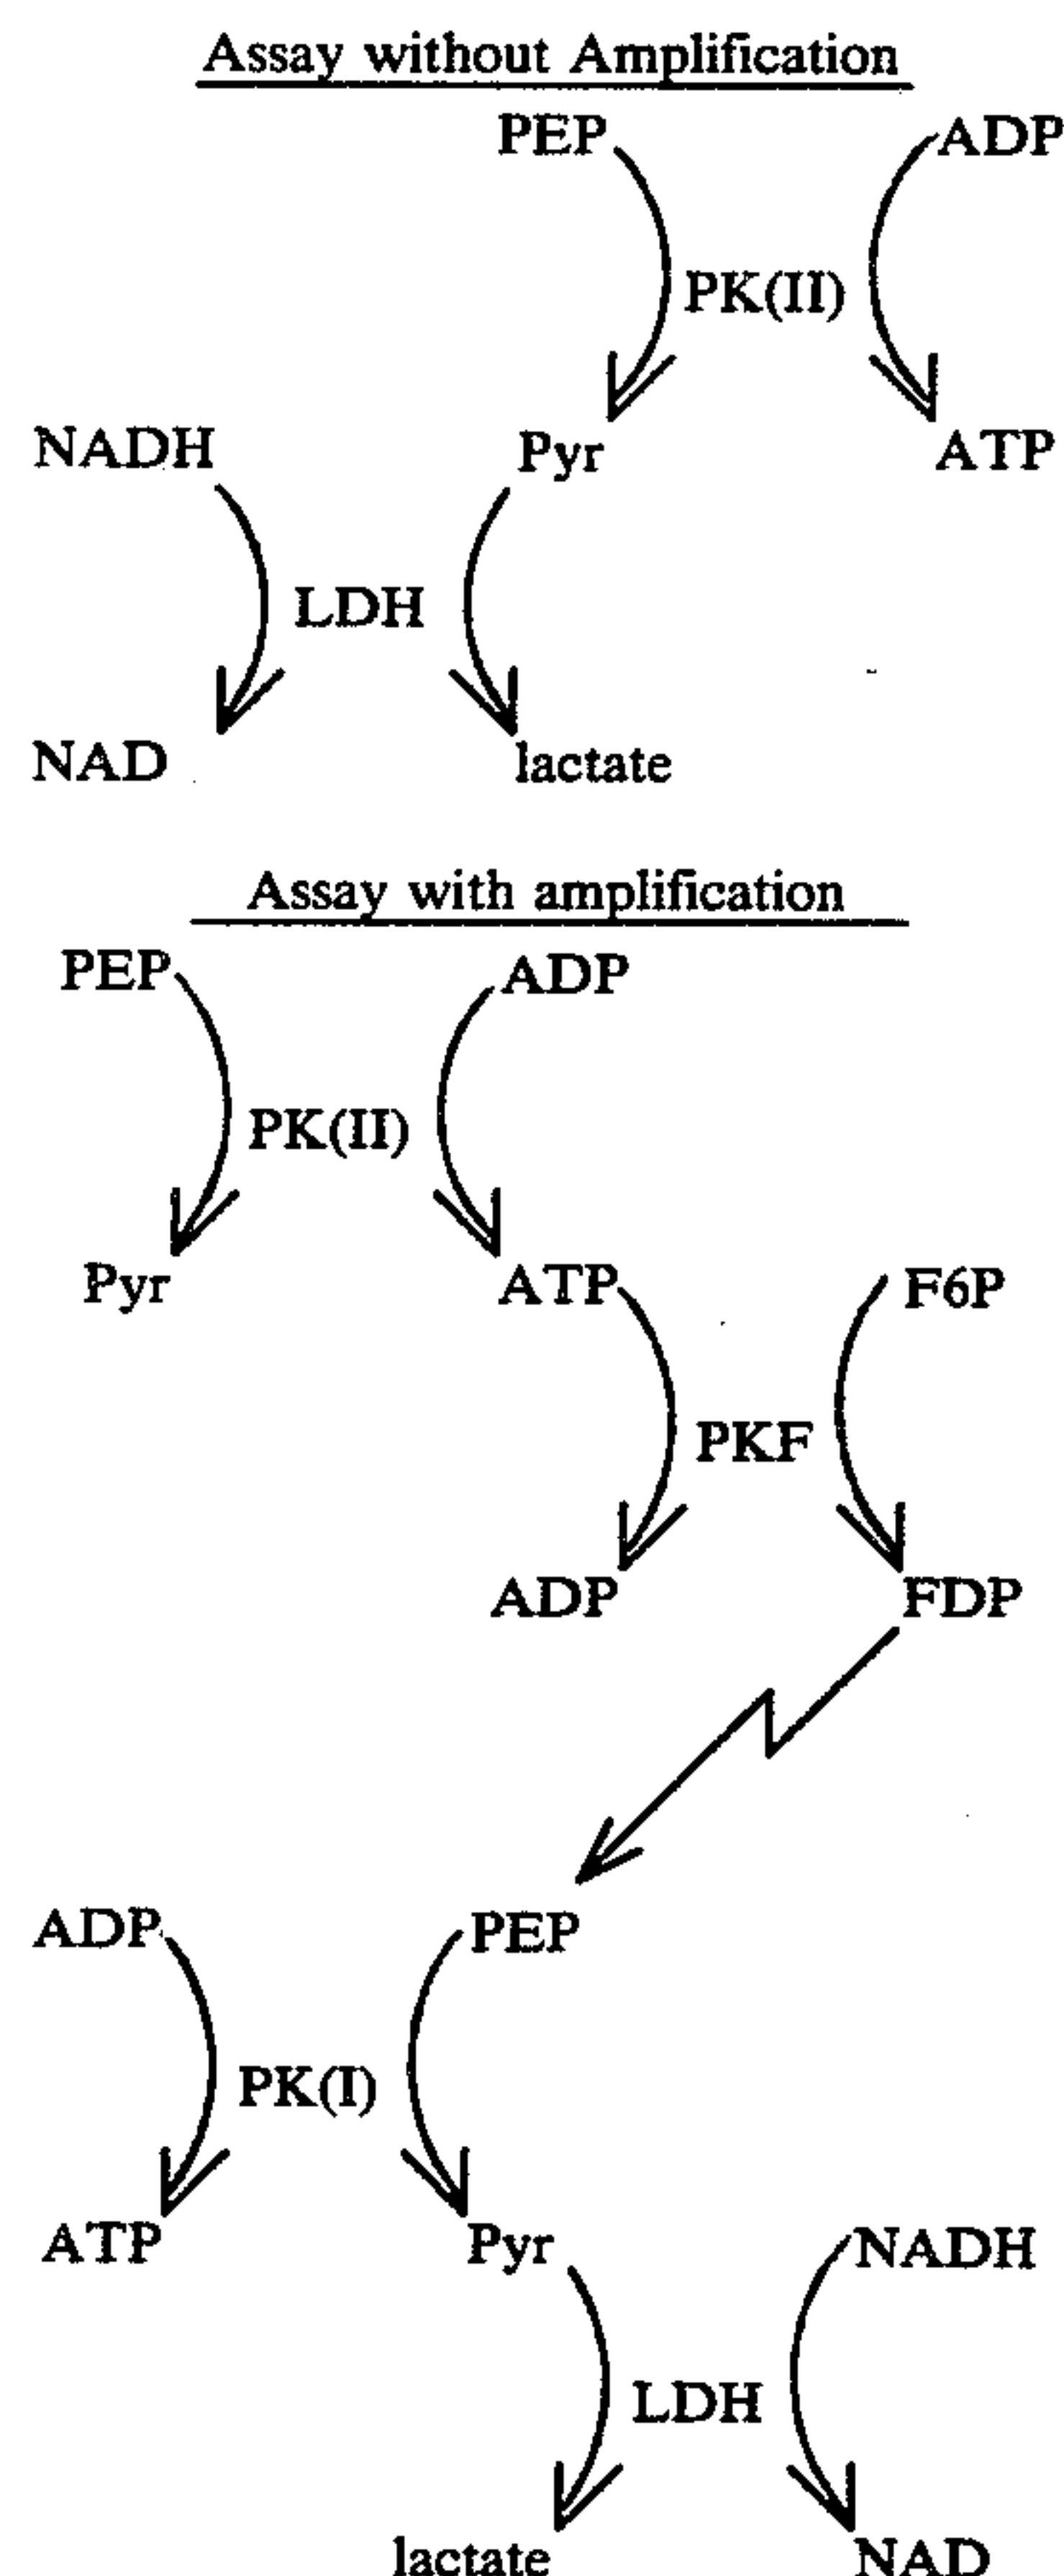 Assay without Amplification
PEP ADP
PK(II)
NADH Pyr ATP
LDH
NAD lactate
Assay with amplification
PEP ADP
PK(II)
Pyr ATP F6P
PKF
ADP FDP
ADP PEP
PK(I)
ATP Pyr NADH
LDH
lactate NAD